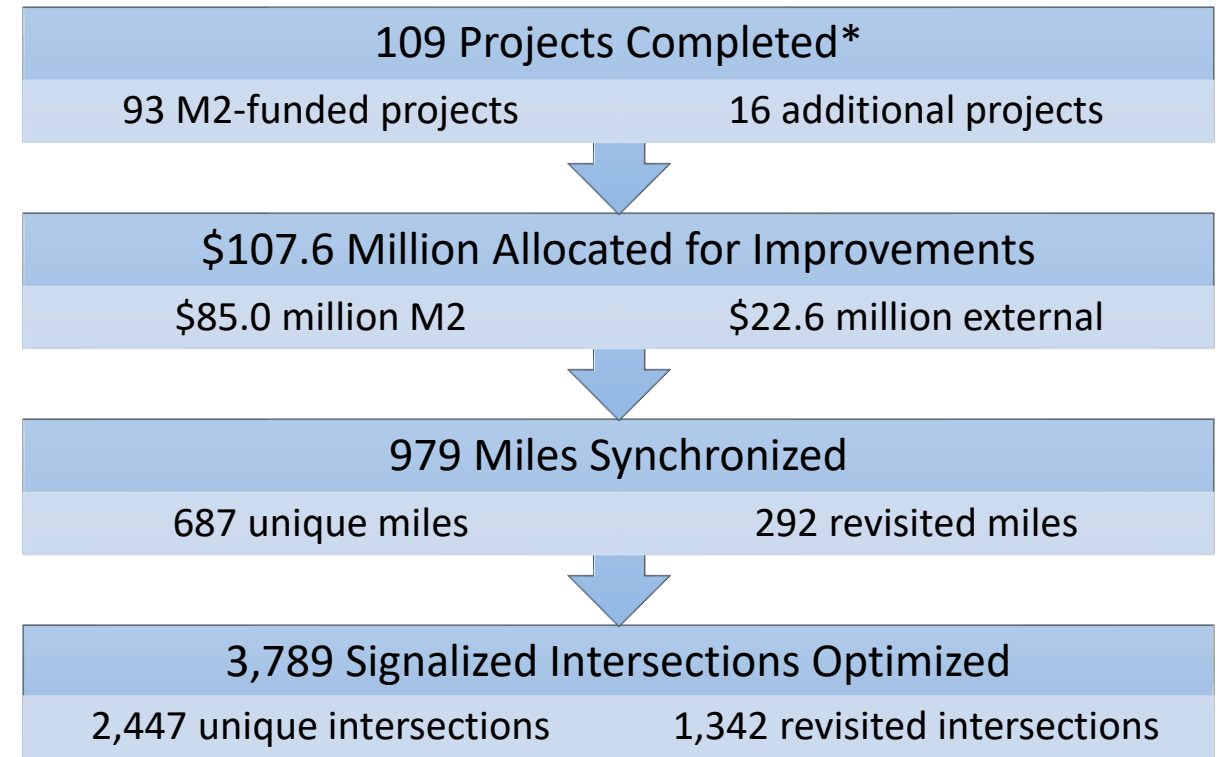 109 Projects Completed*
93 M2-funded projects
16 additional projects
$107.6 Million Allocated for Improvements
$85.0 million M2
$22.6 million external
979 Miles Synchronized
687 unique miles
292 revisited miles
3,789 Signalized Intersections Optimized
2,447 unique intersections
1,342 revisited intersections